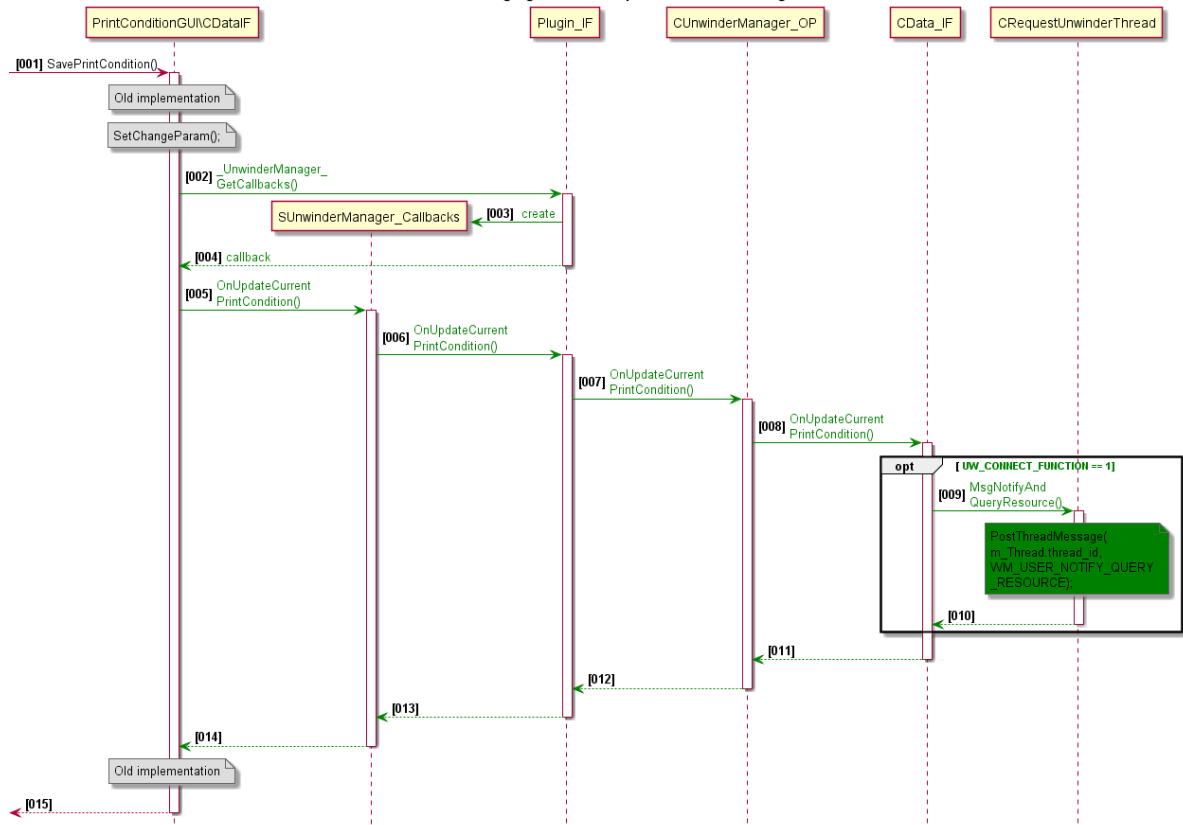 PrintConditionGUI\CDataIF
Plugin_IF
CUnwinderManager_OP
CData_IF
CRequestUnwinderThread
[001] SavePrintCondition()
Old implementation
SetChangeParam();
[002] _UnwinderManager_
GetCallbacks()
SUnwinderManager_Callbacks
[003] create
[004] callback
[005] OnUpdateCurrent
PrintCondition()
[006] OnUpdateCurrent
PrintCondition()
[007] OnUpdateCurrent
PrintCondition()
[008] OnUpdateCurrent
PrintCondition()
opt [ UW_CONNECT_FUNCTION == 1]
[009] MsgNotifyAnd
QueryResource()
PostThreadMessage(
m_Thread.thread_id,
WM_USER_NOTIFY_QUERY
_RESOURCE);
[010]
[011]
[012]
[013]
[014]
Old implementation
[015]